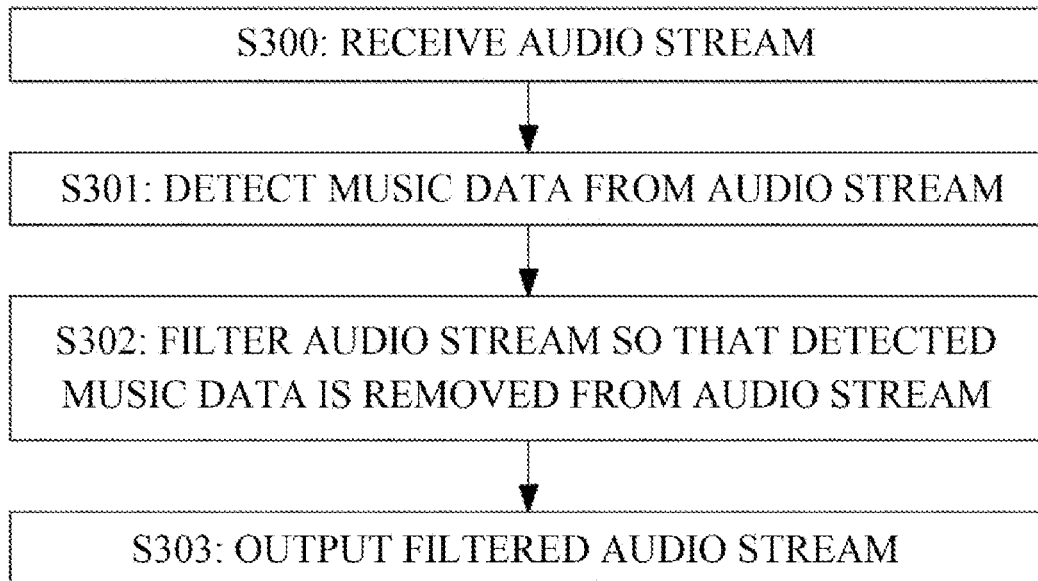 S300: RECEIVE AUDIO STREAM
S301: DETECT MUSIC DATA FROM AUDIO STREAM
S302: FILTER AUDIO STREAM SO THAT DETECTED
MUSIC DATA IS REMOVED FROM AUDIO STREAM
S303: OUTPUT FILTERED AUDIO STREAM